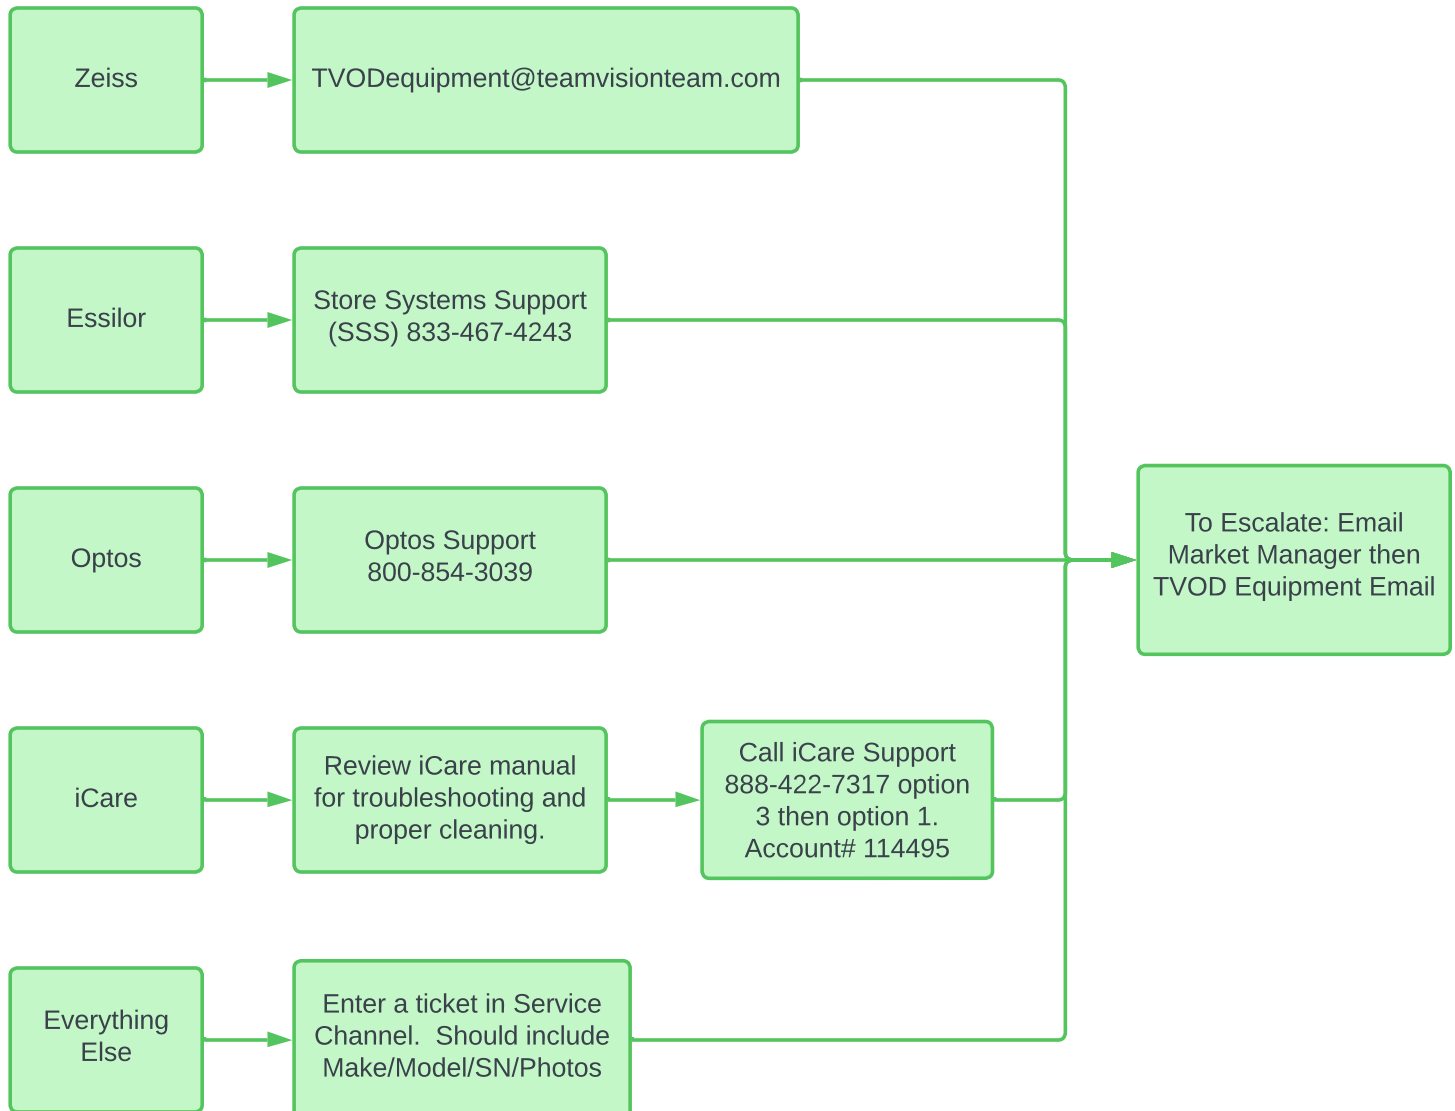 Zeiss
TVODequipment@teamvisionteam.com
Essilor
Store Systems Support
(SSS) 833-467-4243
Optos
Optos Support
800-854-3039
iCare
Review iCare manual
for troubleshooting and
proper cleaning.
Call iCare Support
888-422-7317 option
3 then option 1.
Account# 114495
Everything
Else
Enter a ticket in Service
Channel.  Should include
Make/Model/SN/Photos
To Escalate: Email
Market Manager then
TVOD Equipment Email